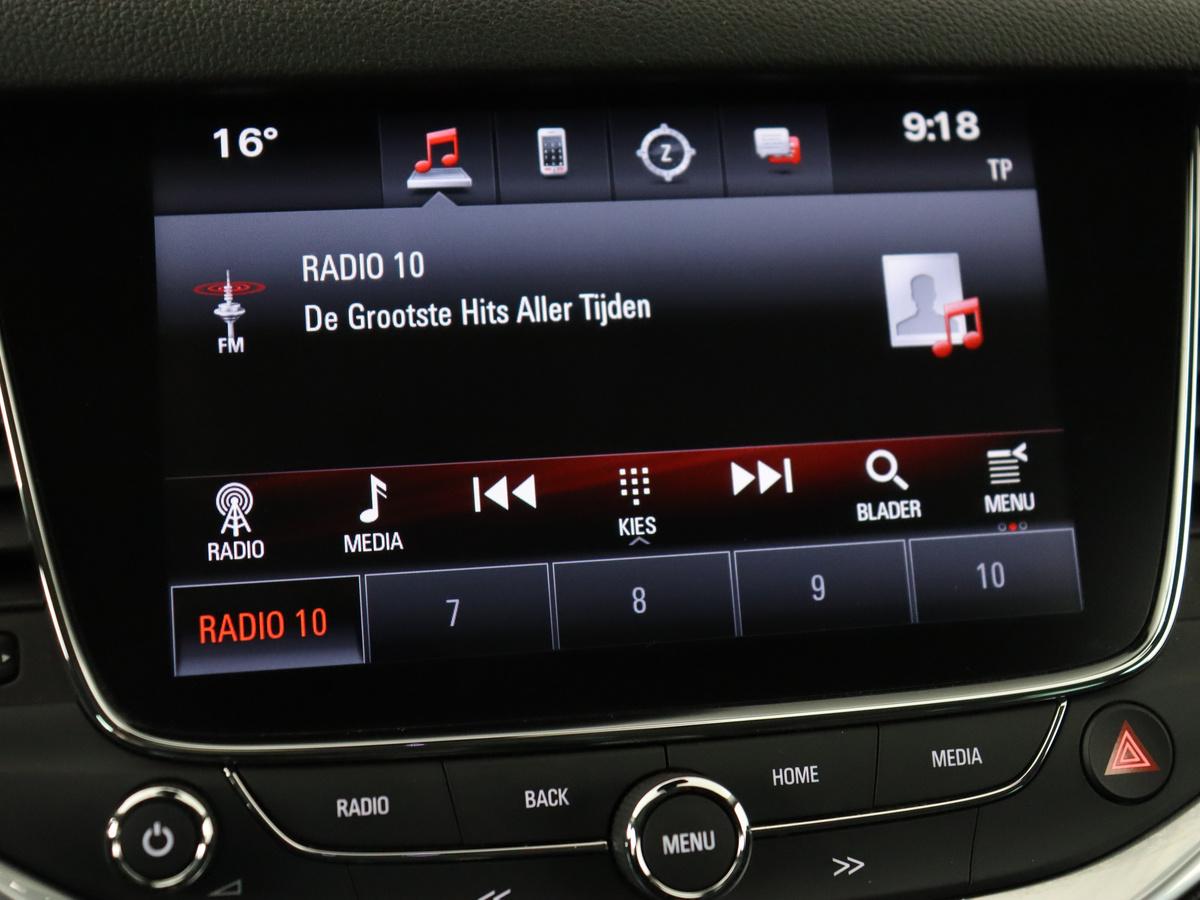 16°
Z
9:18
TP
RADIO 10
De Grootste Hits Aller Tijden
FM
RADIO
MEDIA
KIES
BLADER
MENU
RADIO 10
7
8
9
10
RADIO
BACK
MENU
HOME
MEDIA